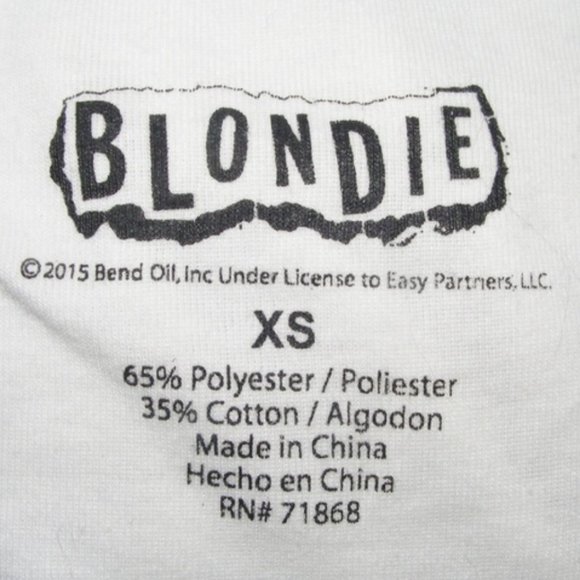 BLONDIE
©2015 Bend Oil, Inc Under License to Easy Partners, LLC.
XS
65% Polyester / Poliester
35% Cotton / Algodon
Made in China
Hecho en China
RN# 71868